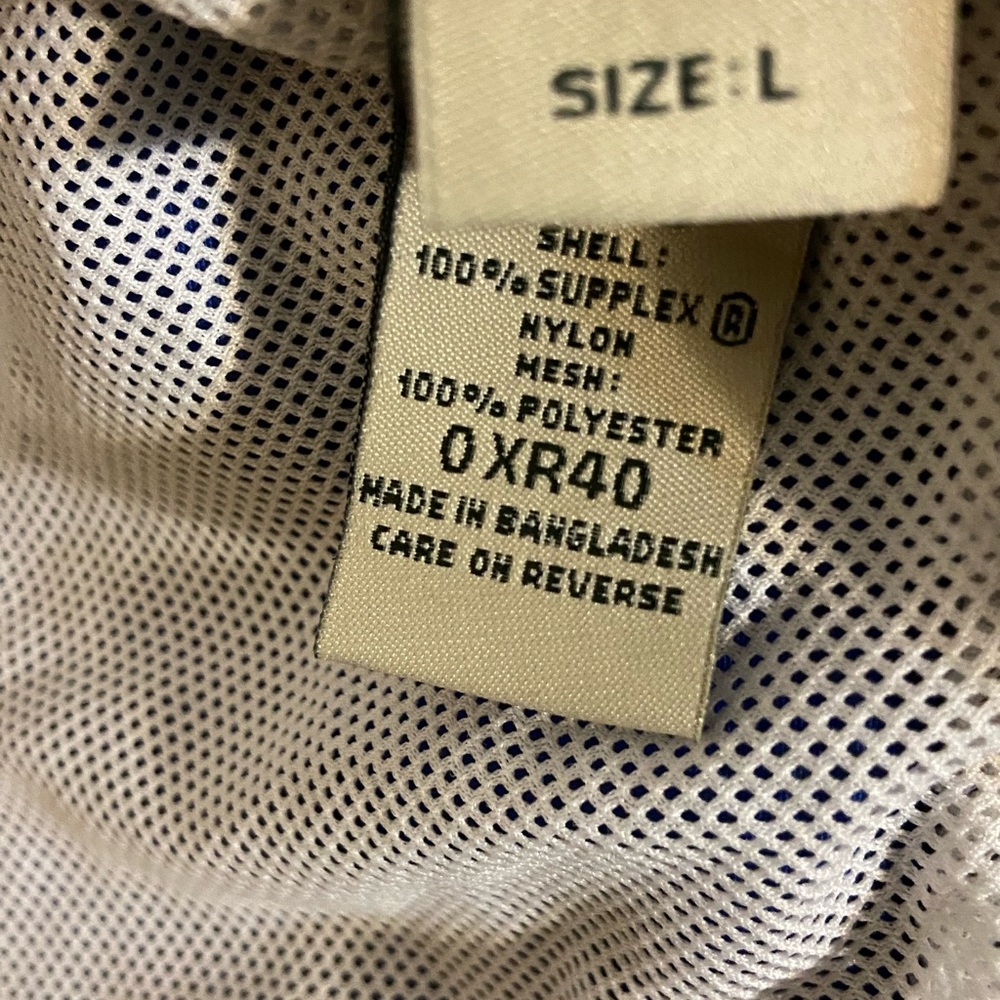 SIZE:L
SHELL:
100% SUPPLEX ®
NYLON
MESH:
100% POLYESTER
0XR40
MADE IN BANGLADESH
CARE ON REVERSE